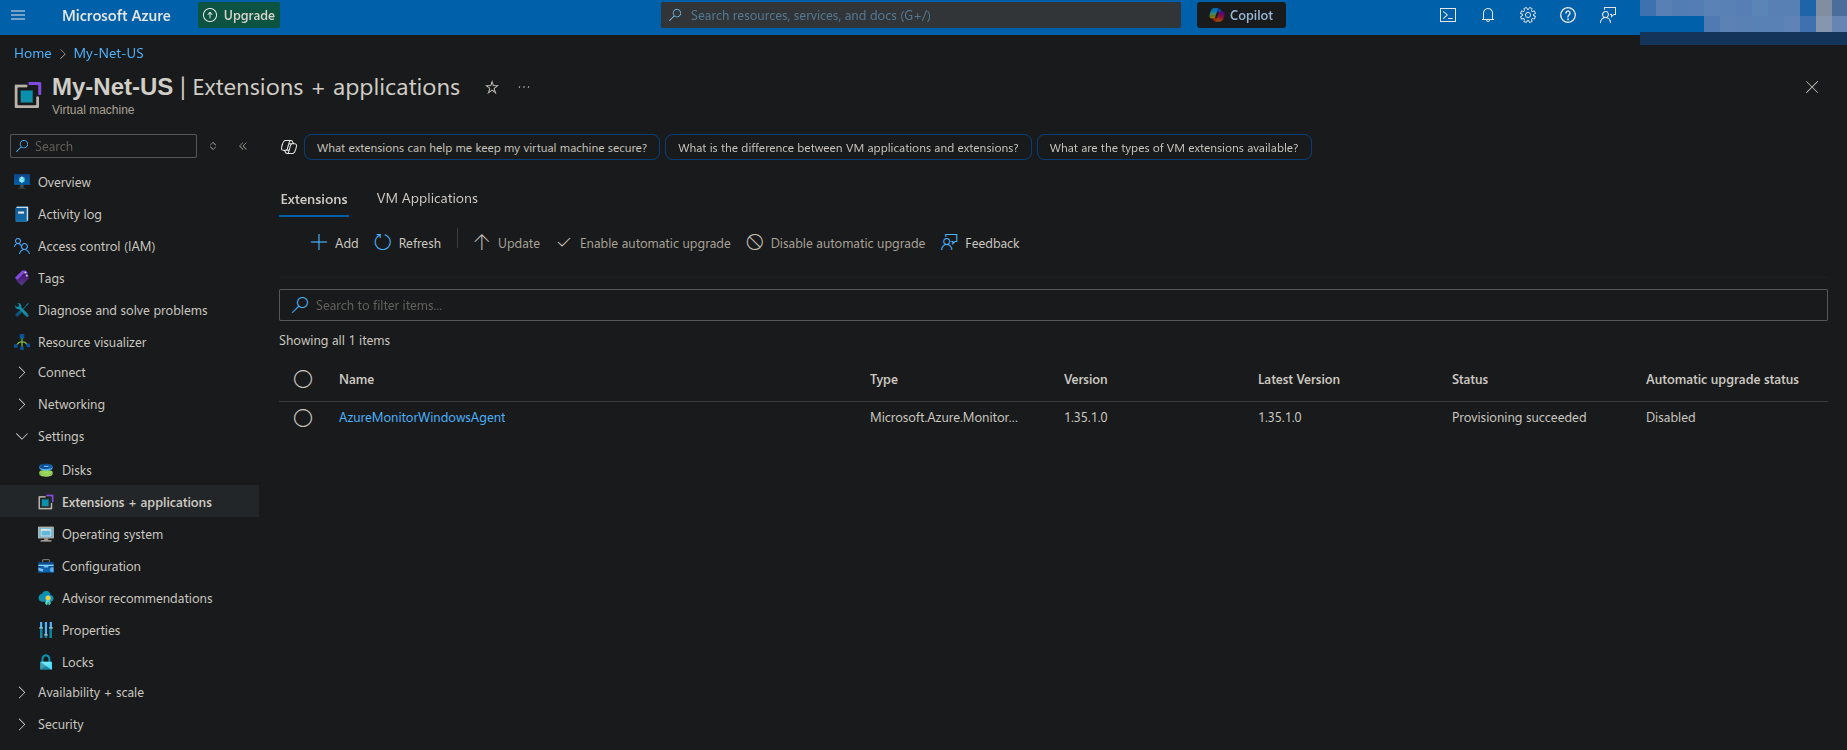 Microsoft Azure
Upgrade
Search resources, services, and docs (G+/)
Copilot
Home > My-Net-US
My-Net-US | Extensions + applications
Virtual machine
Search
What extensions can help me keep my virtual machine secure?
What is the difference between VM applications and extensions?
What are the types of VM extensions available?
Overview
Activity log
Access control (IAM)
Tags
Diagnose and solve problems
Resource visualizer
Connect
Networking
Settings
Disks
Extensions + applications
Operating system
Configuration
Advisor recommendations
Properties
Locks
Availability + scale
Security
Extensions
VM Applications
Add
Refresh
Update
Enable automatic upgrade
Disable automatic upgrade
Feedback
Search to filter items...
Showing all 1 items
Name Type Version Latest Version Status Automatic upgrade status
AzureMonitorWindowsAgent Microsoft.Azure.Monitor... 1.35.1.0 1.35.1.0 Provisioning succeeded Disabled